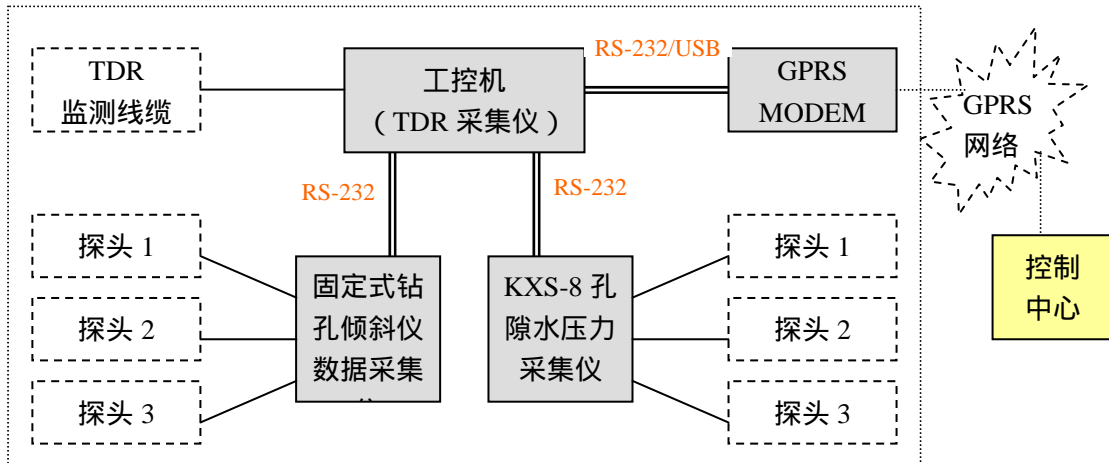 TDR
监测线缆
工控机
（TDR 采集仪）
RS-232/USB
GPRS
MODEM
GPRS
网络
RS-232
RS-232
探头 1
探头 2
探头 3
固定式钻
孔倾斜仪
数据采集
KXS-8 孔
隙水压力
采集仪
探头 1
探头 2
探头 3
控制
中心